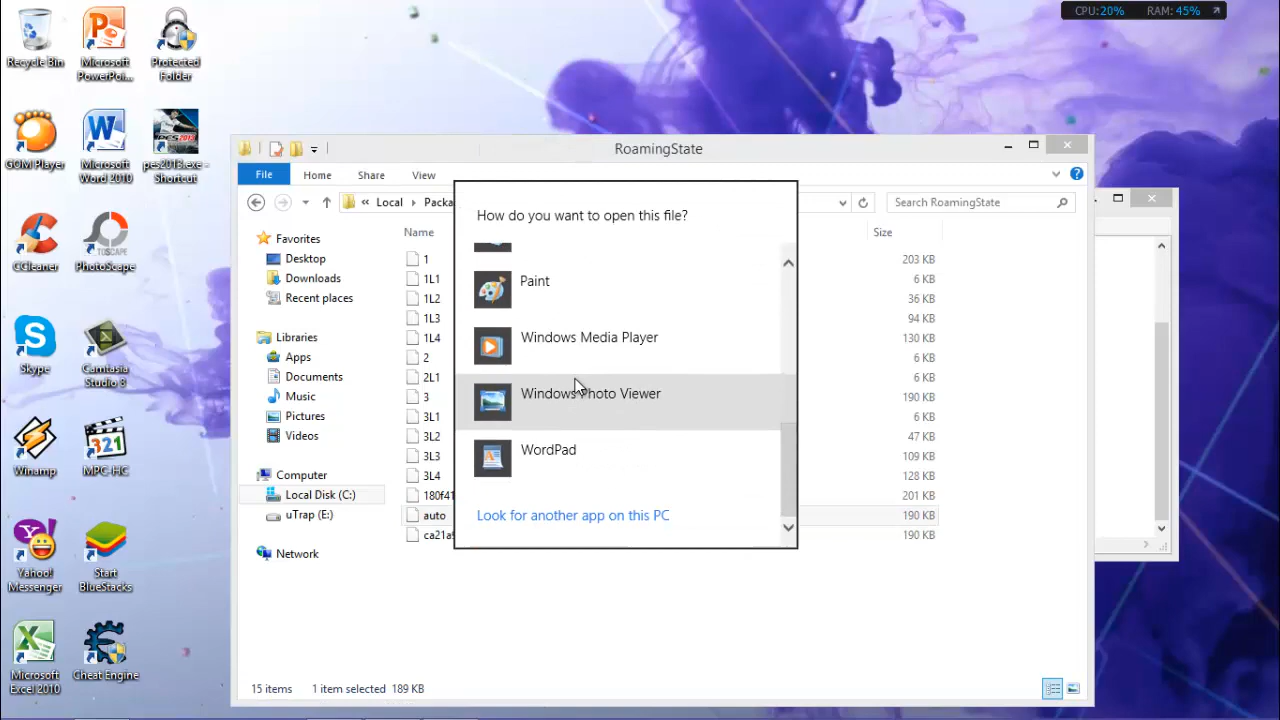 CPU:20% RAM: 45%
Recycle Bin
Microsoft PowerPoi...
Protected Folder
GOM Player
Microsoft Word 2010
pes2013.exe - Shortcut
CCleaner
PhotoScape
Skype
Camtasia Studio 8
Winamp
MPC-HC
Yahoo! Messenger
Start BlueStacks
Microsoft Excel 2010
Cheat Engine
RoamingState
File Home Share View
« Local Packa
Search RoamingState
Favorites
Desktop
Downloads
Recent places
Libraries
Apps
Documents
Music
Pictures
Videos
Computer
Local Disk (C:)
uTrap (E:)
Network
Name Size
1 203 KB
1L1 6 KB
1L2 36 KB
1L3 94 KB
1L4 130 KB
2 6 KB
2L1 6 KB
3 190 KB
3L1 6 KB
3L2 47 KB
3L3 109 KB
3L4 128 KB
180f41 201 KB
auto 190 KB
ca21a9 190 KB
How do you want to open this file?
Paint
Windows Media Player
Windows Photo Viewer
WordPad
Look for another app on this PC
15 items 1 item selected 189 KB